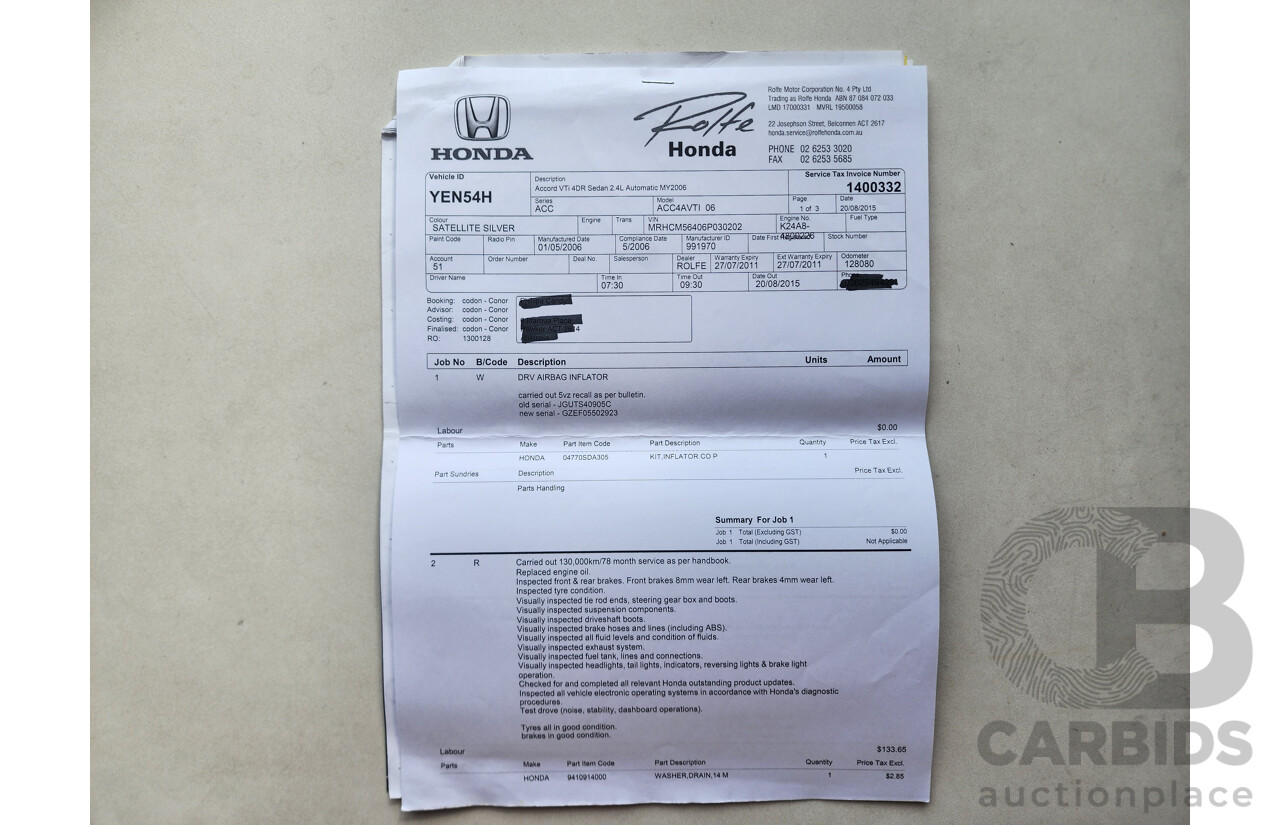 Rolfe Motor Corporation No. 4 Pty Ltd
Trading as Rolfe Honda ABN 87 084 072 033
LMD 17000331 MVRL 19500058
22 Josephson Street, Belconnen ACT 2617
honda.service@rolfehonda.com.au
PHONE 02 6253 3020
FAX 02 6253 5685
HONDA
Rolfe
Honda
Vehicle ID
YEN54H
Description
Accord VTi 4DR Sedan 2.4L Automatic MY2006
Service Tax Invoice Number
1400332
Series
ACC
Model
ACC4AVTI 06
Page
1 of 3
Date
20/08/2015
Colour
SATELLITE SILVER
Engine
Trans
VIN
MRHCM56406P030202
Engine No.
K24A8-
Fuel Type
Paint Code
Radio Pin
Manufactured Date
01/05/2006
Compliance Date
5/2006
Manufacturer ID
991970
Date First
Stock Number
Account
51
Order Number
Deal No.
Salesperson
Dealer
ROLFE
Warranty Expiry
27/07/2011
Ext Warranty Expiry
27/07/2011
Odometer
128080
Driver Name
Time In
07:30
Time Out
09:30
Date Out
20/08/2015
Booking: codon - Conor
Advisor: codon - Conor
Costing: codon - Conor
Finalised: codon - Conor
RO: 1300128
Job No B/Code Description Units Amount
1 W DRV AIRBAG INFLATOR
carried out 5vz recall as per bulletin.
old serial - JGUTS40905C
new serial - GZEF05502923
Labour $0.00
Parts Make Part Item Code Part Description Quantity Price Tax Excl.
HONDA 04770SDA305 KIT,INFLATOR CO P 1
Part Sundries Description Price Tax Excl.
Parts Handling
Summary For Job 1
Job 1 Total (Excluding GST) $0.00
Job 1 Total (Including GST) Not Applicable
2 R Carried out 130,000km/78 month service as per handbook.
Replaced engine oil.
Inspected front & rear brakes. Front brakes 8mm wear left. Rear brakes 4mm wear left.
Inspected tyre condition.
Visually inspected tie rod ends, steering gear box and boots.
Visually inspected suspension components.
Visually inspected driveshaft boots.
Visually inspected brake hoses and lines (including ABS).
Visually inspected all fluid levels and condition of fluids.
Visually inspected exhaust system.
Visually inspected fuel tank, lines and connections.
Visually inspected headlights, tail lights, indicators, reversing lights & brake light
operation.
Checked for and completed all relevant Honda outstanding product updates.
Inspected all vehicle electronic operating systems in accordance with Honda's diagnostic
procedures.
Test drove (noise, stability, dashboard operations).
Tyres all in good condition.
brakes in good condition.
Labour $133.65
Parts Make Part Item Code Part Description Quantity Price Tax Excl.
HONDA 9410914000 WASHER,DRAIN,14 M 1 $2.85
CB
CARBIDS
auctionplace